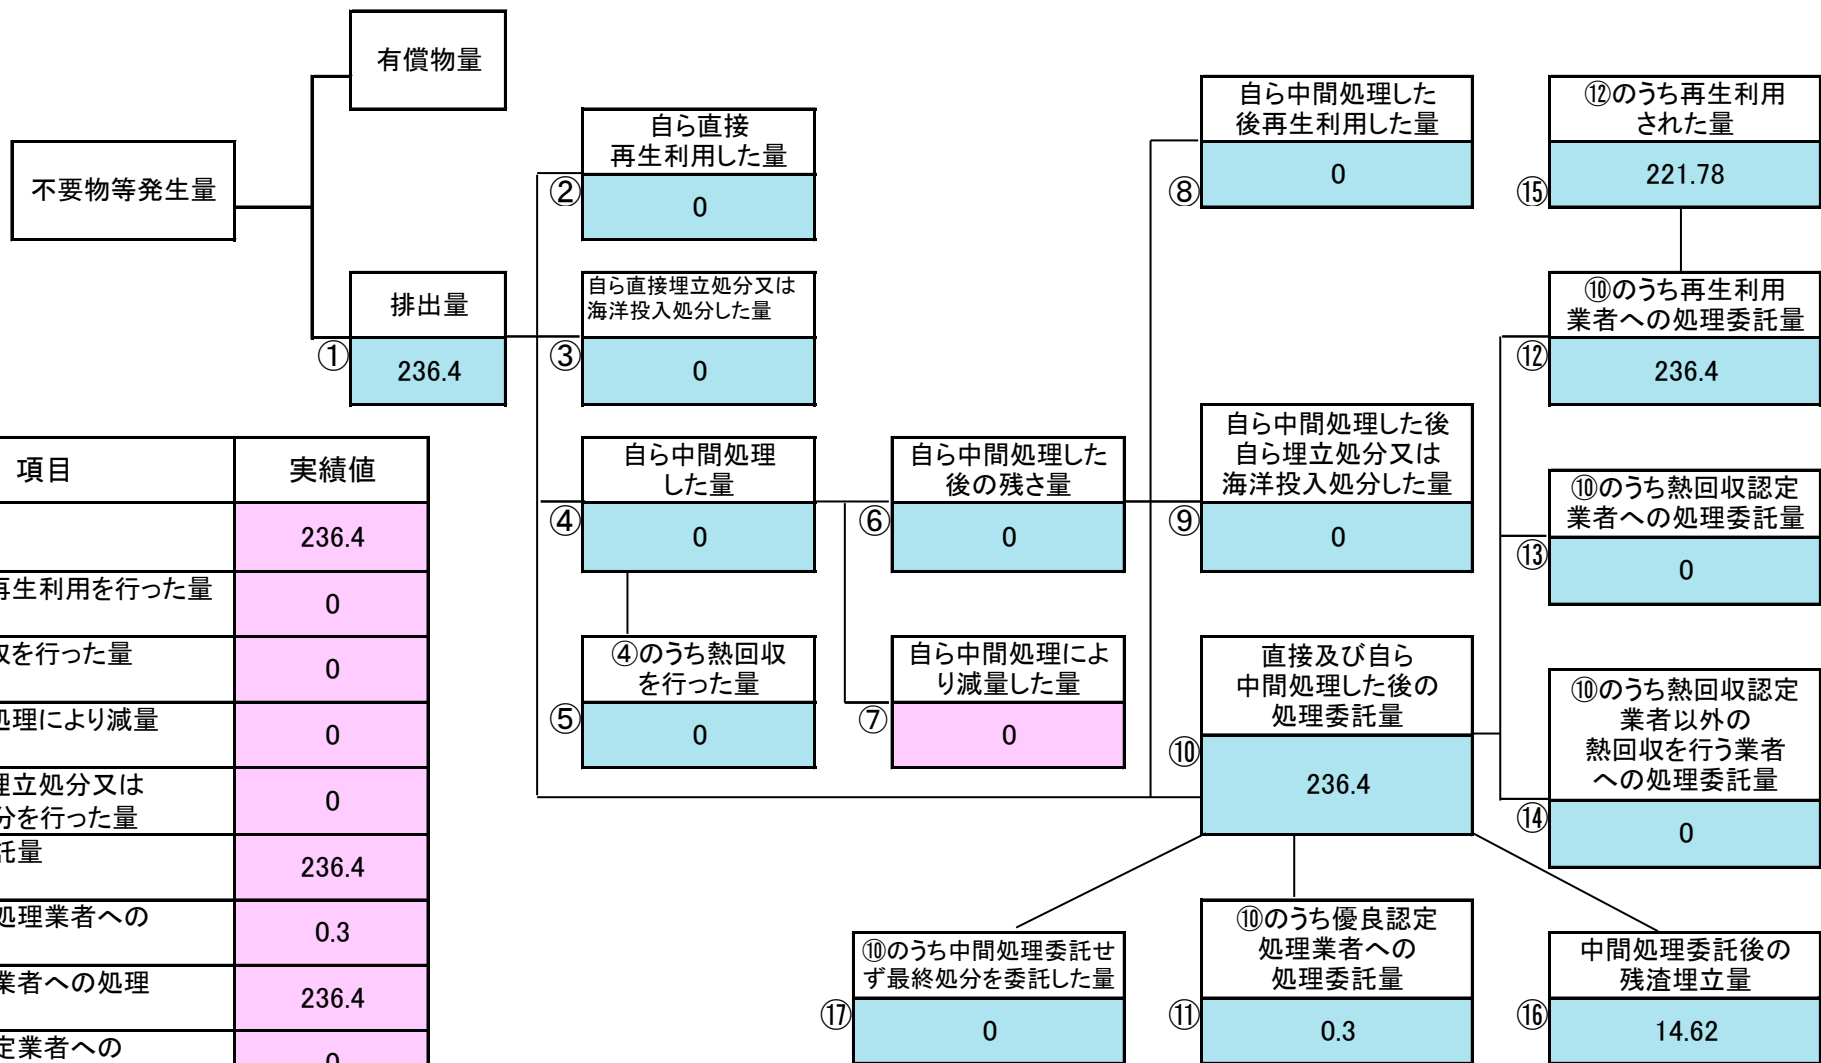 有償物量
不要物等発生量
排出量
①
236.4
自ら直接
再生利用した量
②
0
自ら直接埋立処分又は
海洋投入処分した量
③
0
自ら中間処理
した量
④
0
④のうち熱回収
を行った量
⑤
0
自ら中間処理した
後の残さ量
⑥
0
自ら中間処理によ
り減量した量
⑦
0
自ら中間処理した
後再生利用した量
⑧
0
自ら中間処理した後
自ら埋立処分又は
海洋投入処分した量
⑨
0
直接及び自ら
中間処理した後の
処理委託量
⑩
236.4
⑫のうち再生利用
された量
⑮
221.78
⑩のうち再生利用
業者への処理委託量
⑫
236.4
⑩のうち熱回収認定
業者への処理委託量
⑬
0
⑩のうち熱回収認定
業者以外の
熱回収を行う業者
への処理委託量
⑭
0
⑩のうち中間処理委託せ
ず最終処分を委託した量
⑰
0
⑩のうち優良認定
処理業者への
処理委託量
⑪
0.3
中間処理委託後の
残渣埋立量
⑯
14.62
項目
実績値
236.4
再生利用を行った量
0
収を行った量
0
処理により減量
0
埋立処分又は
分を行った量
0
託量
236.4
処理業者への
0.3
業者への処理
236.4
定業者への
0